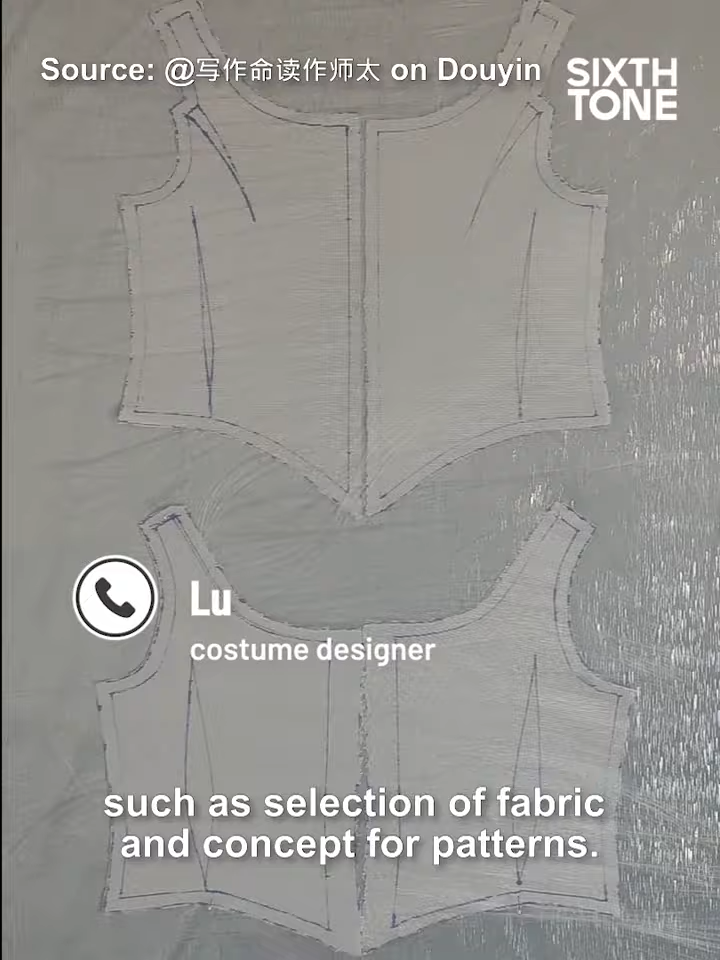 Source: @写作命读作师太 on Douyin
SIXTH
TONE
Lu
costume designer
such as selection of fabric
and concept for patterns.